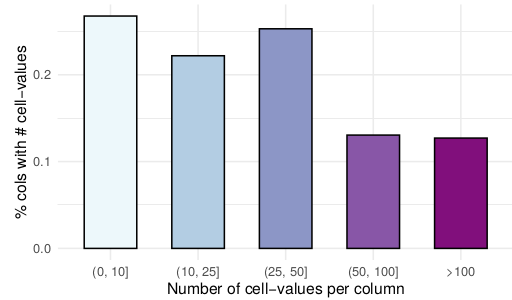 % cols with # cell−values
0.2
0.1
0.0
(0, 10] (10, 25] (25, 50] (50, 100] >100
Number of cell−values per column